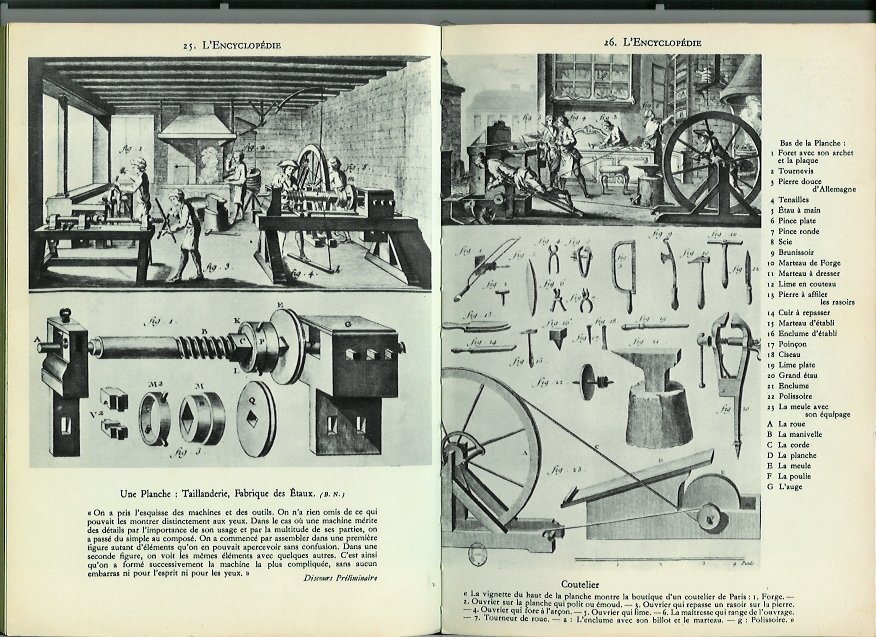 25. L'Encyclopédie
Une Planche : Taillanderie, Fabrique des Étaux. (B. N.)
« On a pris l'esquisse des machines et des outils. On n'a rien omis de ce qui
pouvait les montrer distinctement aux yeux. Dans le cas où une machine mérite
des détails par l'importance de son usage et par la multitude de ses parties, on
a passé du simple au composé. On a commencé par assembler dans une première
figure autant d'éléments qu'on en pouvait apercevoir sans confusion. Dans une
seconde figure, on voit les mêmes éléments avec quelques autres. C'est ainsi
qu'on a formé successivement la machine la plus compliquée, sans aucun
embarras ni pour l'esprit ni pour les yeux. »
Discours Préliminaire
26. L'Encyclopédie
Bas de la Planche :
1 Foret avec son archet
et la plaque
2 Tournevis
3 Pierre douce
d'Allemagne
4 Tenailles
5 Étau à main
6 Pince plate
7 Pince ronde
8 Scie
9 Brunissoir
10 Marteau de Forge
11 Marteau à dresser
12 Lime en couteau
13 Pierre à affiler
les rasoirs
14 Cuir à repasser
15 Marteau d'établi
16 Enclume d'établi
17 Poinçon
18 Ciseau
19 Lime plate
20 Grand étau
21 Enclume
22 Polissoire
23 La meule avec
son équipage
A La roue
B La manivelle
C La corde
D La planche
E La meule
F La poulie
G L'auge
Coutelier
« La vignette du haut de la planche montre la boutique d'un coutelier de Paris : 1. Forge. —
2. Ouvrier sur la planche qui polit ou émoud. — 3. Ouvrier qui repasse un rasoir sur la pierre.
— 4. Ouvrier qui fore à l'arçon. — 5. Ouvrier qui lime. — 6. La maîtresse qui range de l'ouvrage.
— 7. Tourneur de roue. — a : L'enclume avec son billot et le marteau. — g : Polissoire. »